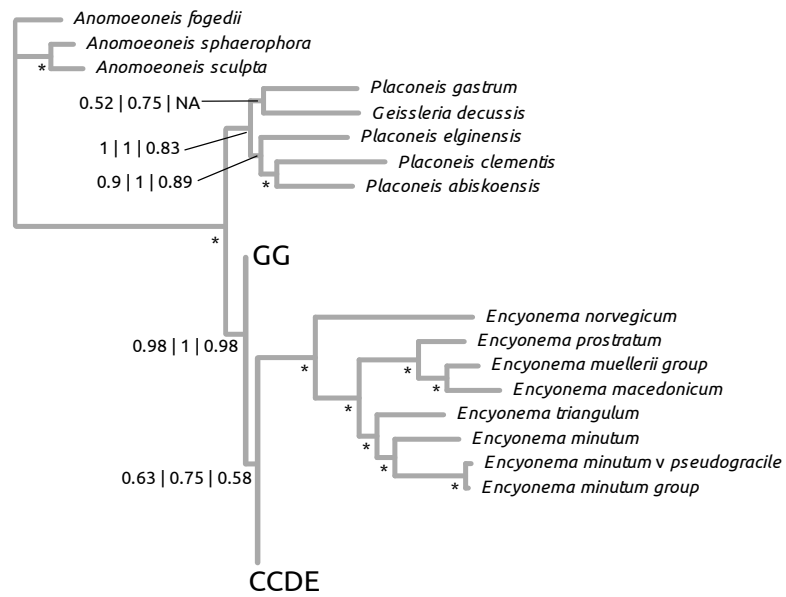 Anomoeoneis fogedii
Anomoeoneis sphaerophora
*
Anomoeoneis sculpta
Placoneis gastrum
0.52 | 0.75 | NA
Geissleria decussis
Placoneis elginensis
1 | 1 | 0.83
Placoneis clementis
0.9 | 1 | 0.89
*
Placoneis abiskoensis
*
GG
Encyonema norvegicum
Encyonema prostratum
0.98 | 1 | 0.98
*
*
Encyonema muellerii group
*
Encyonema macedonicum
*
Encyonema triangulum
*
Encyonema minutum
*
Encyonema minutum v pseudogracile
0.63 | 0.75 | 0.58
*
Encyonema minutum group
CCDE